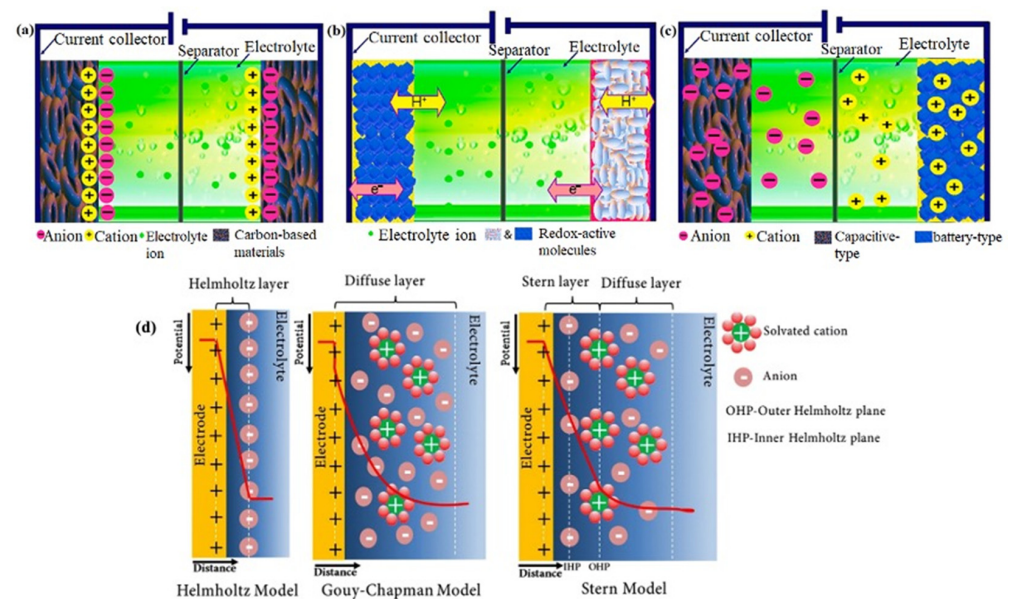 (a)
Current collector
Separator
Electrolyte
(b)
Current collector
Separator
Electrolyte
H⁺
H⁺
e⁻
e⁻
(c)
Current collector
Separator
Electrolyte
Anion
Cation
Electrolyte
ion
Carbon-based
materials
Electrolyte ion
&
Redox-active
molecules
Anion
Cation
Capacitive-
type
battery-type
(d)
Helmholtz layer
Potential
Electrode
Electrolyte
Distance
Helmholtz Model
Diffuse layer
Potential
Electrode
Electrolyte
Distance
Gouy-Chapman Model
Stern layer
Diffuse layer
Potential
Electrode
Electrolyte
Distance
IHP
OHP
Stern Model
Solvated cation
Anion
OHP-Outer Helmholtz plane
IHP-Inner Helmholtz plane